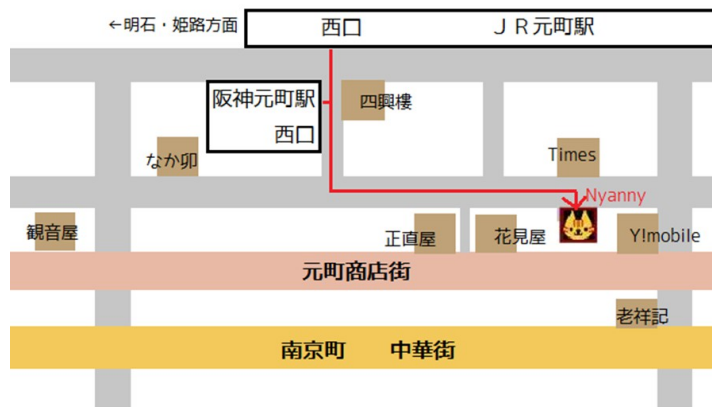 ←明石・姫路方面
西口
JR元町駅
阪神元町駅
西口
四興樓
なか卯
Times
Nyanny
観音屋
正直屋
花見屋
Y!mobile
元町商店街
老祥記
南京町 中華街